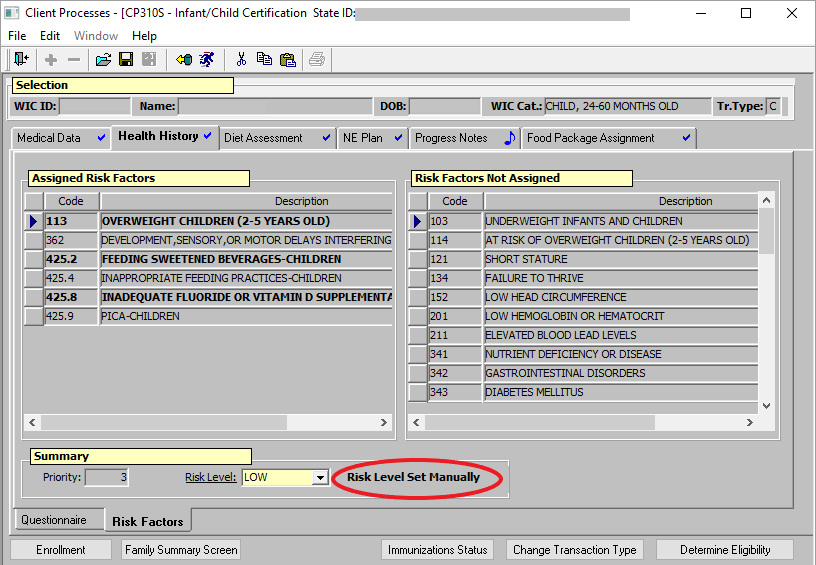 Client Processes - [CP310S - Infant/Child Certification State ID:
File Edit Window Help
Selection
WIC ID: Name: DOB: WIC Cat.: CHILD, 24-60 MONTHS OLD Tr.Type: C
Medical Data Health History Diet Assessment NE Plan Progress Notes Food Package Assignment
Assigned Risk Factors
Code Description
113 OVERWEIGHT CHILDREN (2-5 YEARS OLD)
362 DEVELOPMENT,SENSORY,OR MOTOR DELAYS INTERFERING
425.2 FEEDING SWEETENED BEVERAGES-CHILDREN
425.4 INAPPROPRIATE FEEDING PRACTICES-CHILDREN
425.8 INADEQUATE FLUORIDE OR VITAMIN D SUPPLEMENTA
425.9 PICA-CHILDREN
Risk Factors Not Assigned
Code Description
103 UNDERWEIGHT INFANTS AND CHILDREN
114 AT RISK OF OVERWEIGHT CHILDREN (2-5 YEARS OLD)
121 SHORT STATURE
134 FAILURE TO THRIVE
152 LOW HEAD CIRCUMFERENCE
201 LOW HEMOGLOBIN OR HEMATOCRIT
211 ELEVATED BLOOD LEAD LEVELS
341 NUTRIENT DEFICIENCY OR DISEASE
342 GASTROINTESTINAL DISORDERS
343 DIABETES MELLITUS
Summary
Priority: 3 Risk Level: LOW Risk Level Set Manually
Questionnaire Risk Factors
Enrollment Family Summary Screen Immunizations Status Change Transaction Type Determine Eligibility